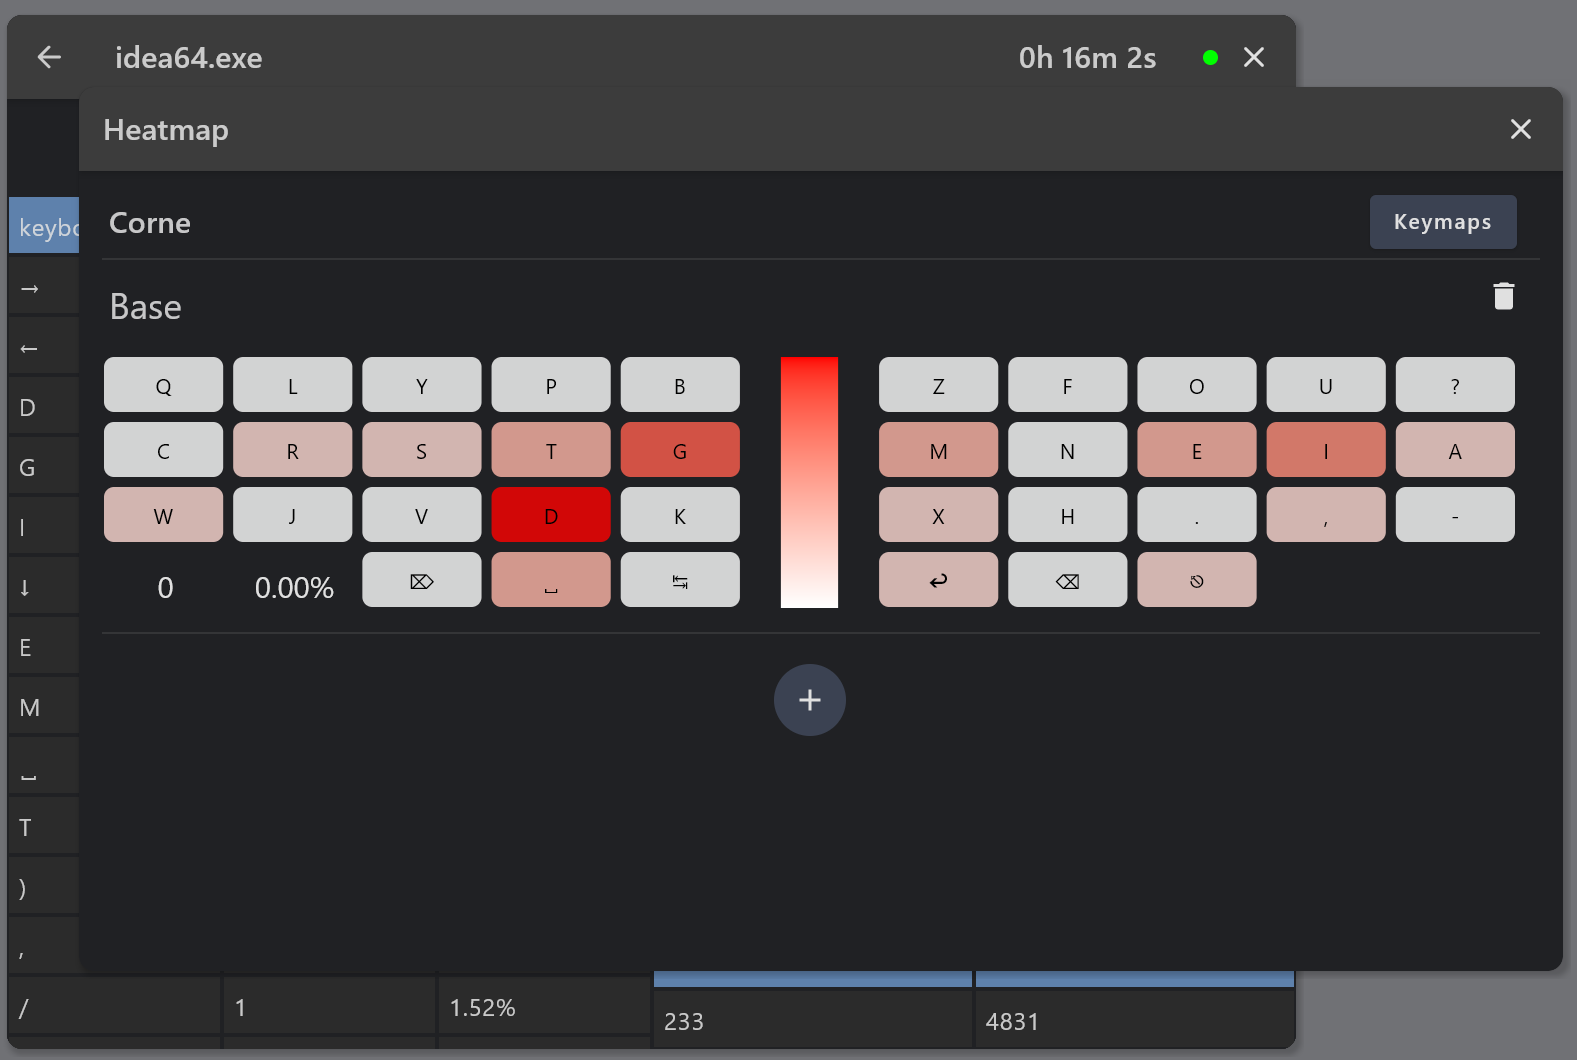 idea64.exe 0h 16m 2s
Heatmap
Corne Keymaps
Base
Q L Y P B Z F O U ?
C R S T G M N E I A
W J V D K X H . , -
0 0.00% ⌦ ⎵ ↹ ↩ ⌫ ⎋
keybo
→
←
D
G
I
↓
E
M
⎵
T
)
,
/ 1 1.52% 233 4831